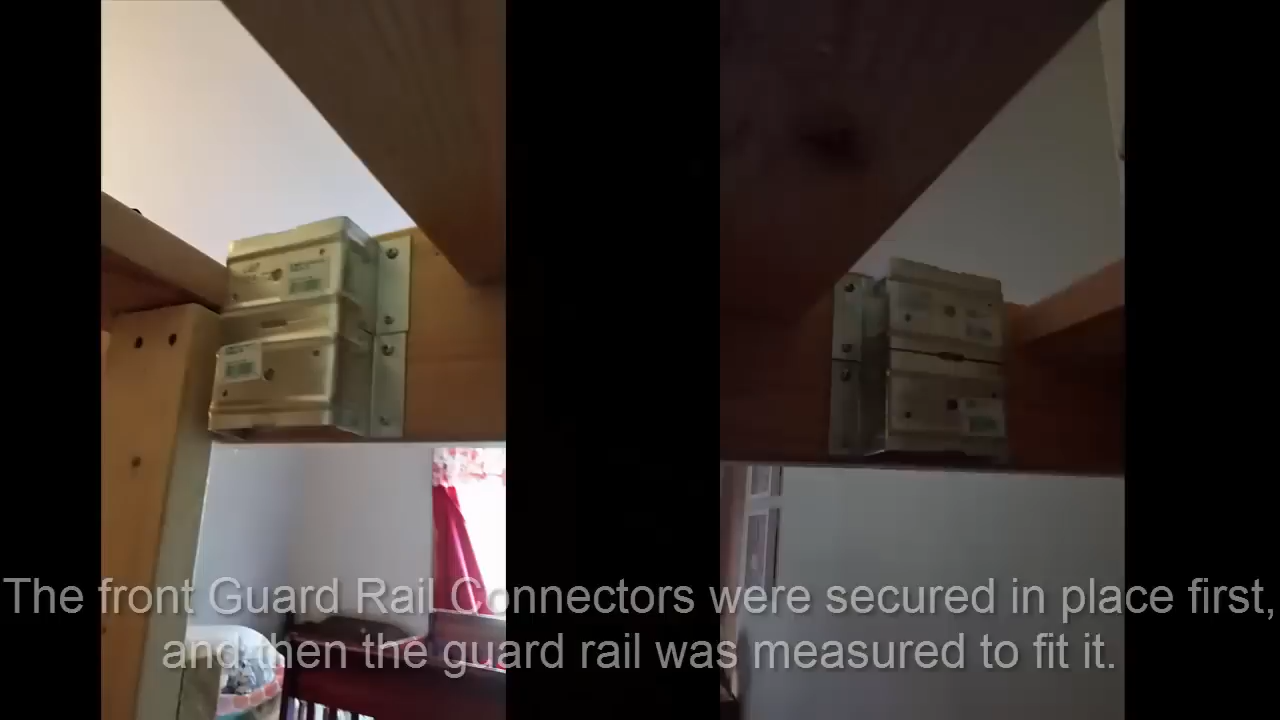 The front Guard Rail Connectors were secured in place first,
and then the guard rail was measured to fit it.